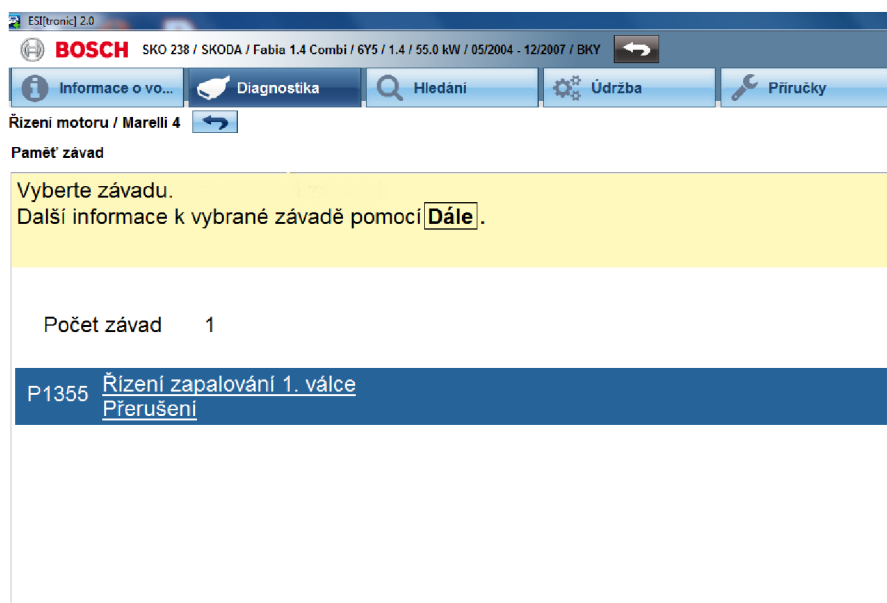 ESI[tronic] 2.0
BOSCH SKO 238 / SKODA / Fabia 1.4 Combi / 6Y5 / 1.4 / 55.0 kW / 05/2004 - 12/2007 / BKY
Informace o vo... Diagnostika Hledání Údržba Příručky
Řízení motoru / Marelli 4
Paměť závad
Vyberte závadu.
Další informace k vybrané závadě pomocí Dále.
Počet závad 1
P1355 Řízení zapalování 1. válce
Přerušení